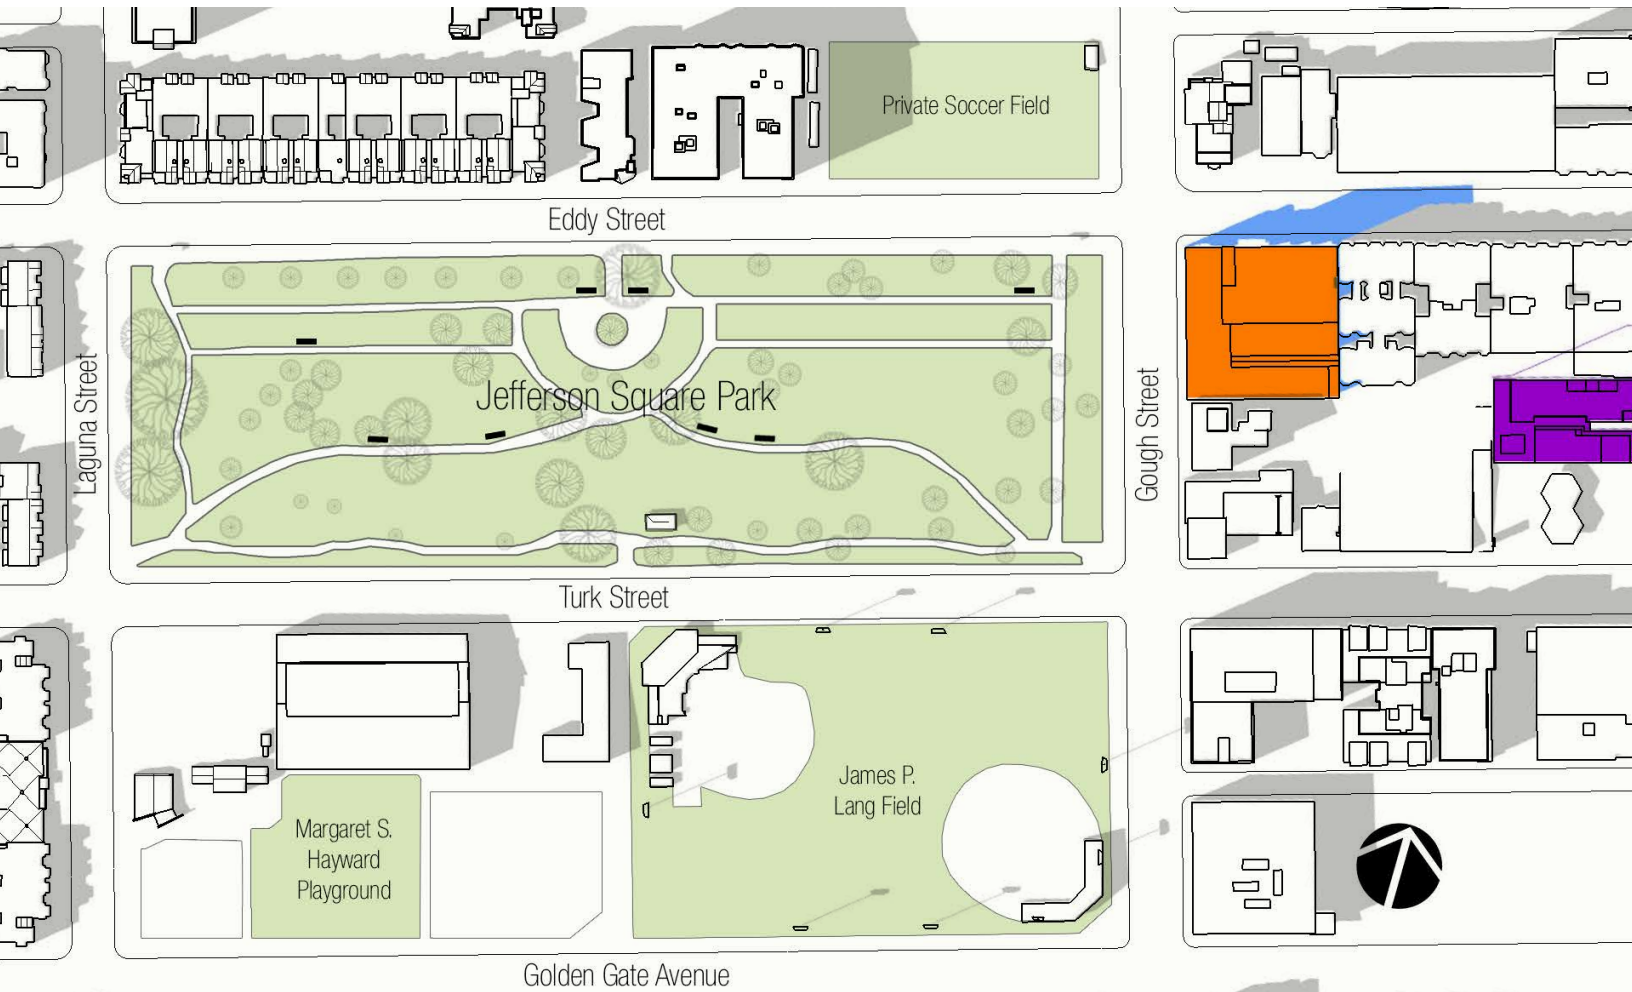 Private Soccer Field
Eddy Street
Jefferson Square Park
Laguna Street
Gough Street
Turk Street
James P.
Lang Field
Margaret S.
Hayward
Playground
Golden Gate Avenue